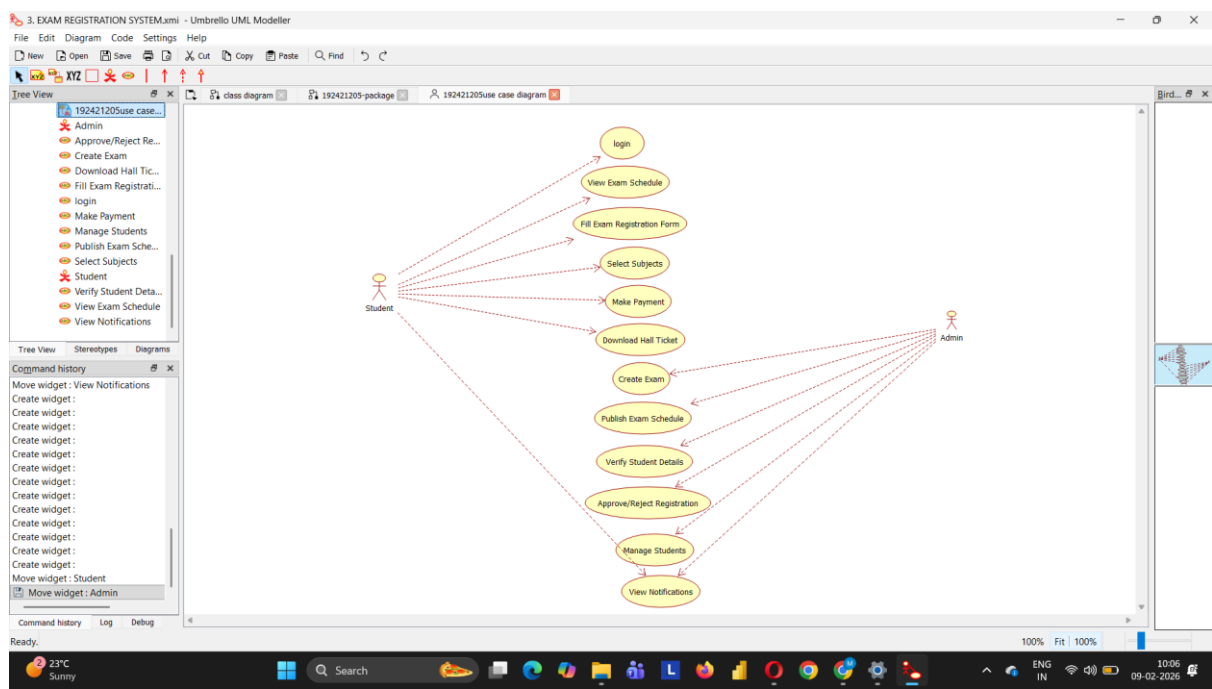 3. EXAM REGISTRATION SYSTEM.xmi - Umbrello UML Modeller
File Edit Diagram Code Settings Help
New Open Save Cut Copy Paste Find
XYZ
Tree View
class diagram
192421205-package
192421205use case diagram
Bird...
192421205use case...
Admin
Approve/Reject Re...
Create Exam
Download Hall Tic...
Fill Exam Registrati...
login
Make Payment
Manage Students
Publish Exam Sche...
Select Subjects
Student
Verify Student Deta...
View Exam Schedule
View Notifications
Tree View Stereotypes Diagrams
Command history
Move widget : View Notifications
Create widget :
Create widget :
Create widget :
Create widget :
Create widget :
Create widget :
Create widget :
Create widget :
Create widget :
Create widget :
Create widget :
Create widget :
Create widget :
Move widget : Student
Move widget : Admin
Command history Log Debug
login
View Exam Schedule
Fill Exam Registration Form
Select Subjects
Student
Make Payment
Download Hall Ticket
Admin
Create Exam
Publish Exam Schedule
Verify Student Details
Approve/Reject Registration
Manage Students
View Notifications
Ready.
100% Fit 100%
2
23°C
Sunny
Search
L
ENG
IN
10:06
09-02-2026